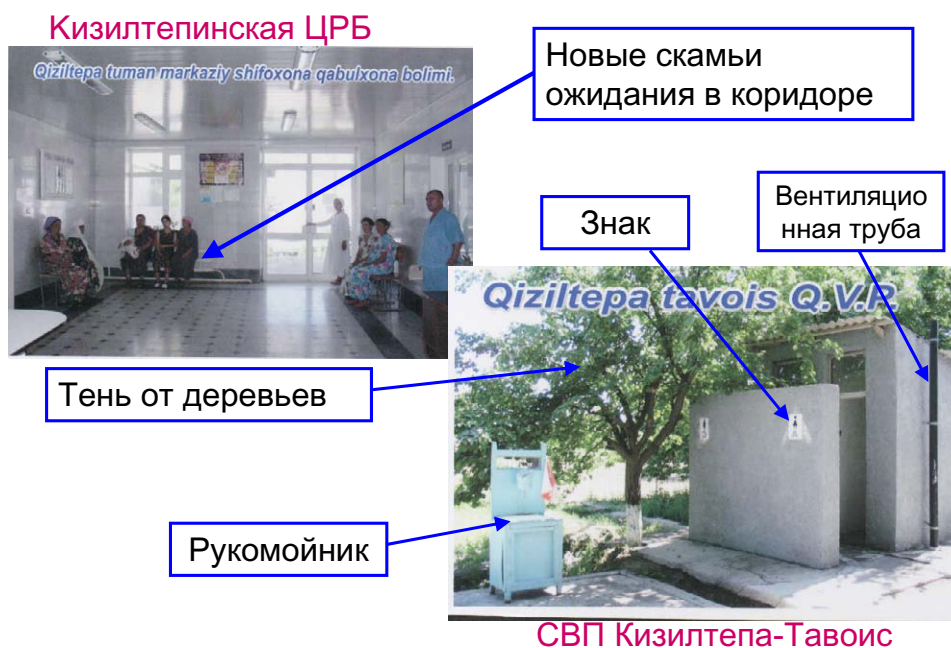 Кизилтепинская ЦРБ
Qiziltepa tuman markaziy shifoxona qabulxona bolimi.
Новые скамьи
ожидания в коридоре
Знак
Вентиляцио
нная труба
Qiziltepa tavois Q.V.P.
Тень от деревьев
Рукомойник
СВП Кизилтепа-Тавоис